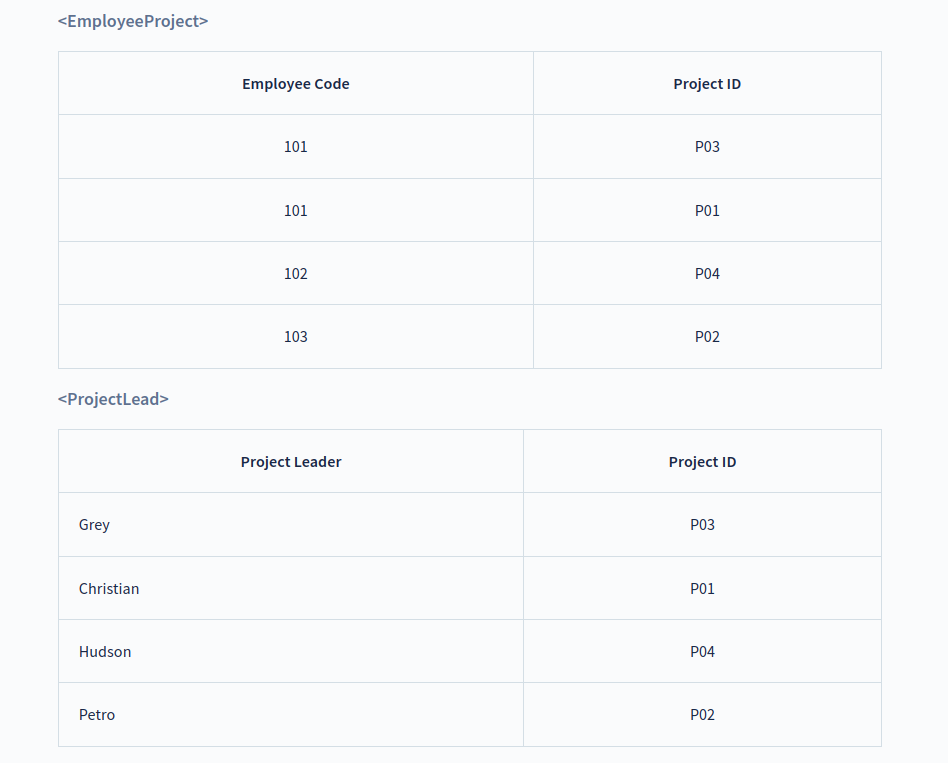 <EmployeeProject>
Employee Code Project ID
101 P03
101 P01
102 P04
103 P02
<ProjectLead>
Project Leader Project ID
Grey P03
Christian P01
Hudson P04
Petro P02